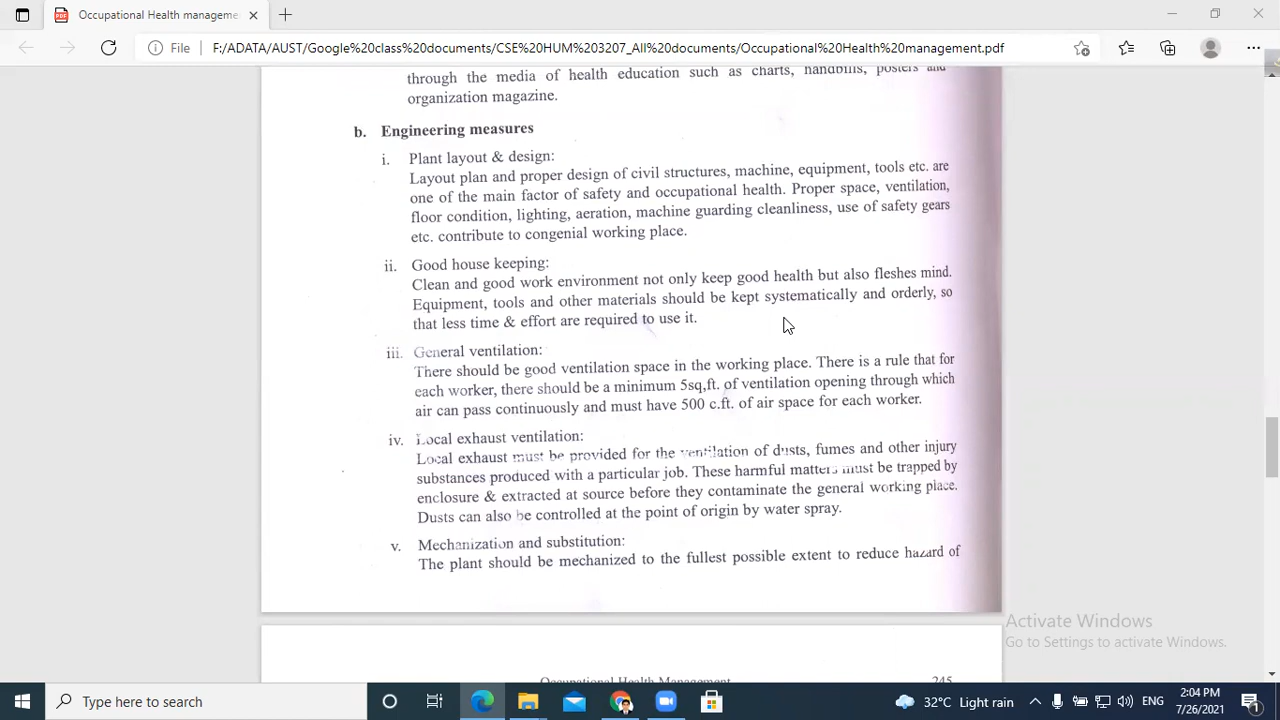 Occupational Health manageme
File F:/ADATA/AUST/Google%20class%20documents/CSE%20HUM%203207_All%20documents/Occupational%20Health%20management.pdf
through the media of health education such as charts, handbills, posters and
organization magazine.
b. Engineering measures
i. Plant layout & design:
Layout plan and proper design of civil structures, machine, equipment, tools etc. are
one of the main factor of safety and occupational health. Proper space, ventilation,
floor condition, lighting, aeration, machine guarding cleanliness, use of safety gears
etc. contribute to congenial working place.
ii. Good house keeping:
Clean and good work environment not only keep good health but also fleshes mind.
Equipment, tools and other materials should be kept systematically and orderly, so
that less time & effort are required to use it.
iii. General ventilation:
There should be good ventilation space in the working place. There is a rule that for
each worker, there should be a minimum 5sq,ft. of ventilation opening through which
air can pass continuously and must have 500 c.ft. of air space for each worker.
iv. Local exhaust ventilation:
Local exhaust must be provided for the ventilation of dusts, fumes and other injury
substances produced with a particular job. These harmful matters must be trapped by
enclosure & extracted at source before they contaminate the general working place.
Dusts can also be controlled at the point of origin by water spray.
v. Mechanization and substitution:
The plant should be mechanized to the fullest possible extent to reduce hazard of
Activate Windows
Go to Settings to activate Windows.
Occupational Health Management 245
Type here to search
32°C Light rain
ENG
2:04 PM
7/26/2021
1